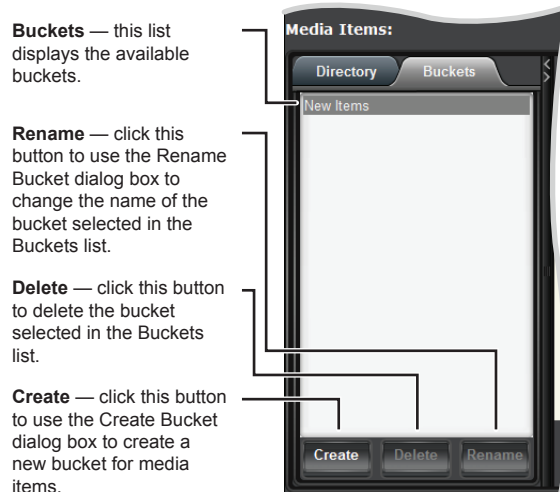 Buckets — this list
displays the available
buckets.
Rename — click this
button to use the Rename
Bucket dialog box to
change the name of the
bucket selected in the
Buckets list.
Delete — click this button
to delete the bucket
selected in the Buckets
list.
Create — click this button
to use the Create Bucket
dialog box to create a
new bucket for media
items.
Media Items:
Directory Buckets
New Items
Create Delete Rename